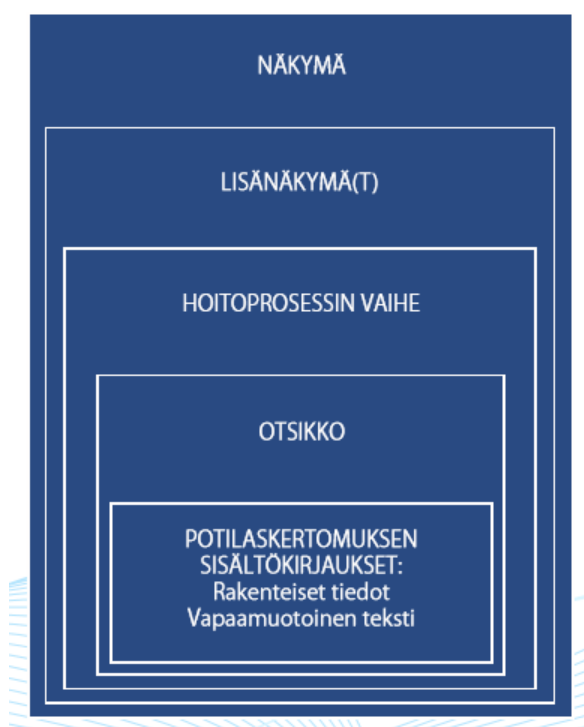 NÄKYMÄ
LISÄNÄKYMÄ(T)
HOITOPROSESSIN VAIHE
OTSIKKO
POTILASKERTOMUKSEN
SISÄLTÖKIRJAUKSET:
Rakenteiset tiedot
Vapaamuotoinen teksti